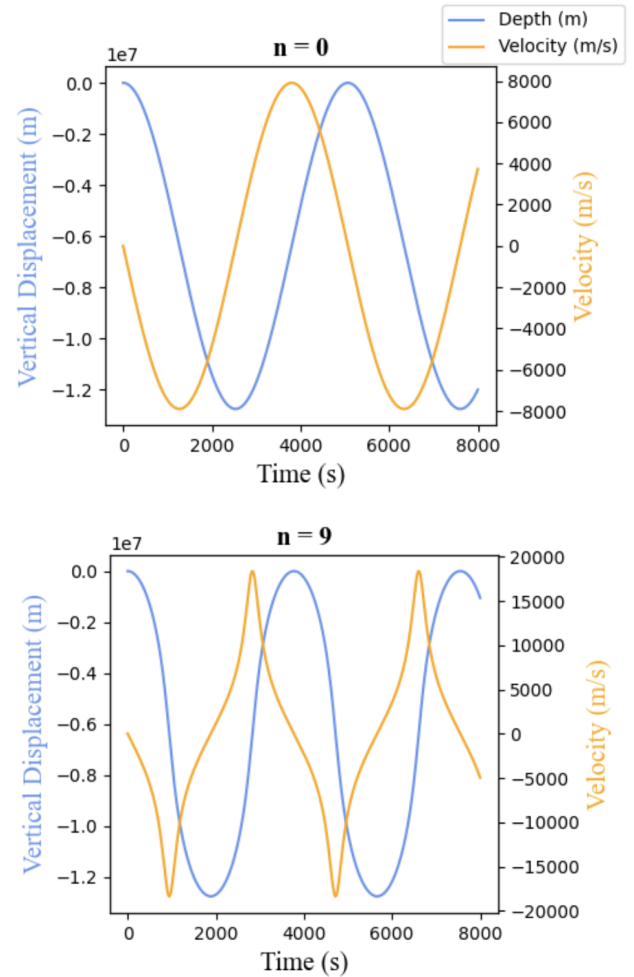 Depth (m)
Velocity (m/s)
n = 0
1e7
0.0
−0.2
−0.4
−0.6
−0.8
−1.0
−1.2
Vertical Displacement (m)
8000
6000
4000
2000
0
−2000
−4000
−6000
−8000
Velocity (m/s)
0 2000 4000 6000 8000
Time (s)
n = 9
1e7
0.0
−0.2
−0.4
−0.6
−0.8
−1.0
−1.2
Vertical Displacement (m)
20000
15000
10000
5000
0
−5000
−10000
−15000
−20000
Velocity (m/s)
0 2000 4000 6000 8000
Time (s)